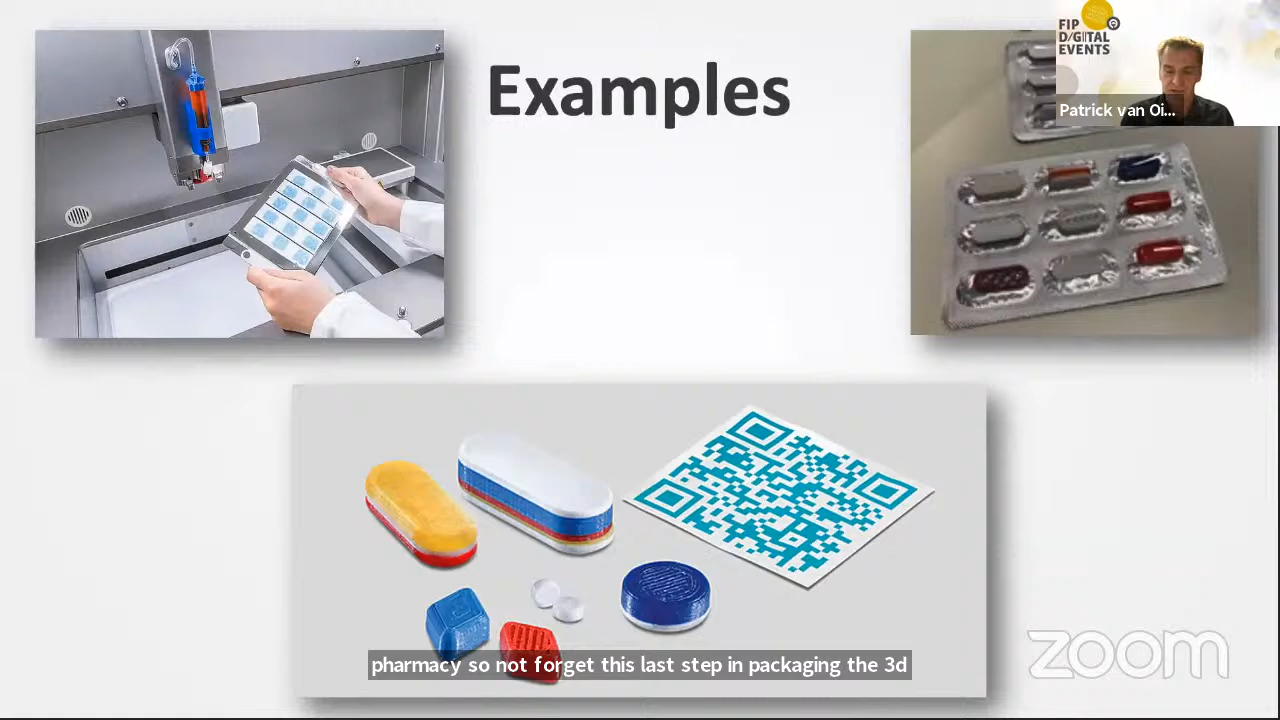 Examples
FIP
DIGITAL
EVENTS
Patrick van Oi...
pharmacy so not forget this last step in packaging the 3d
zoom